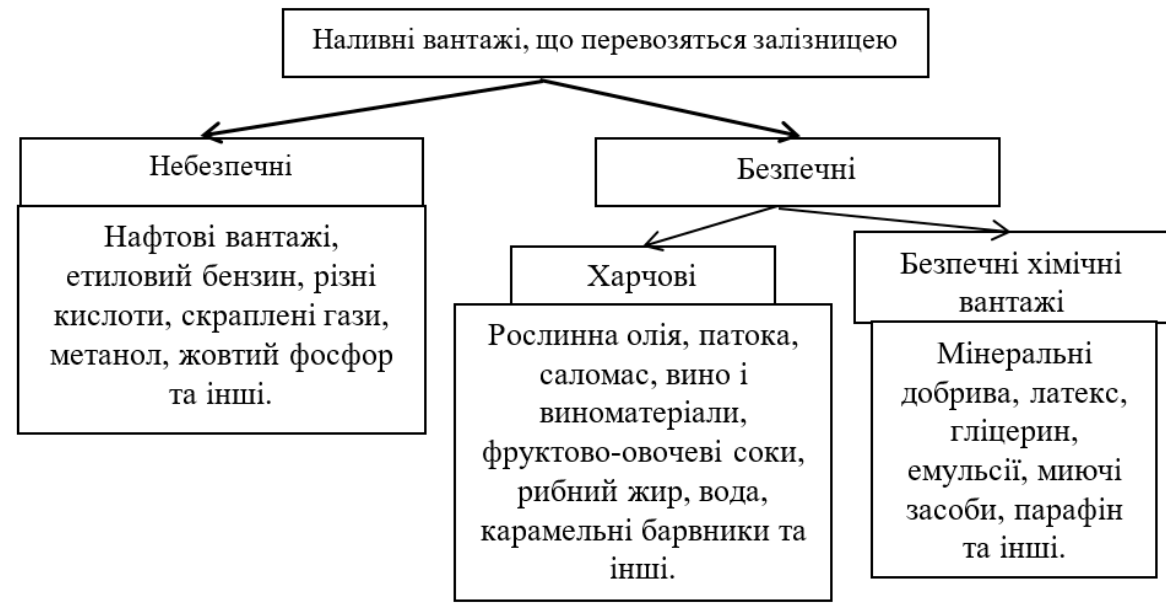 Наливні вантажі, що перевозяться залізницею
Небезпечні
Нафтові вантажі,
етиловий бензин, різні
кислоти, скраплені гази,
метанол, жовтий фосфор
та інші.
Безпечні
Харчові
Рослинна олія, патока,
саломас, вино і
виноматеріали,
фруктово-овочеві соки,
рибний жир, вода,
карамельні барвники та
інші.
Безпечні хімічні
вантажі
Мінеральні
добрива, латекс,
гліцерин,
емульсії, миючі
засоби, парафін
та інші.